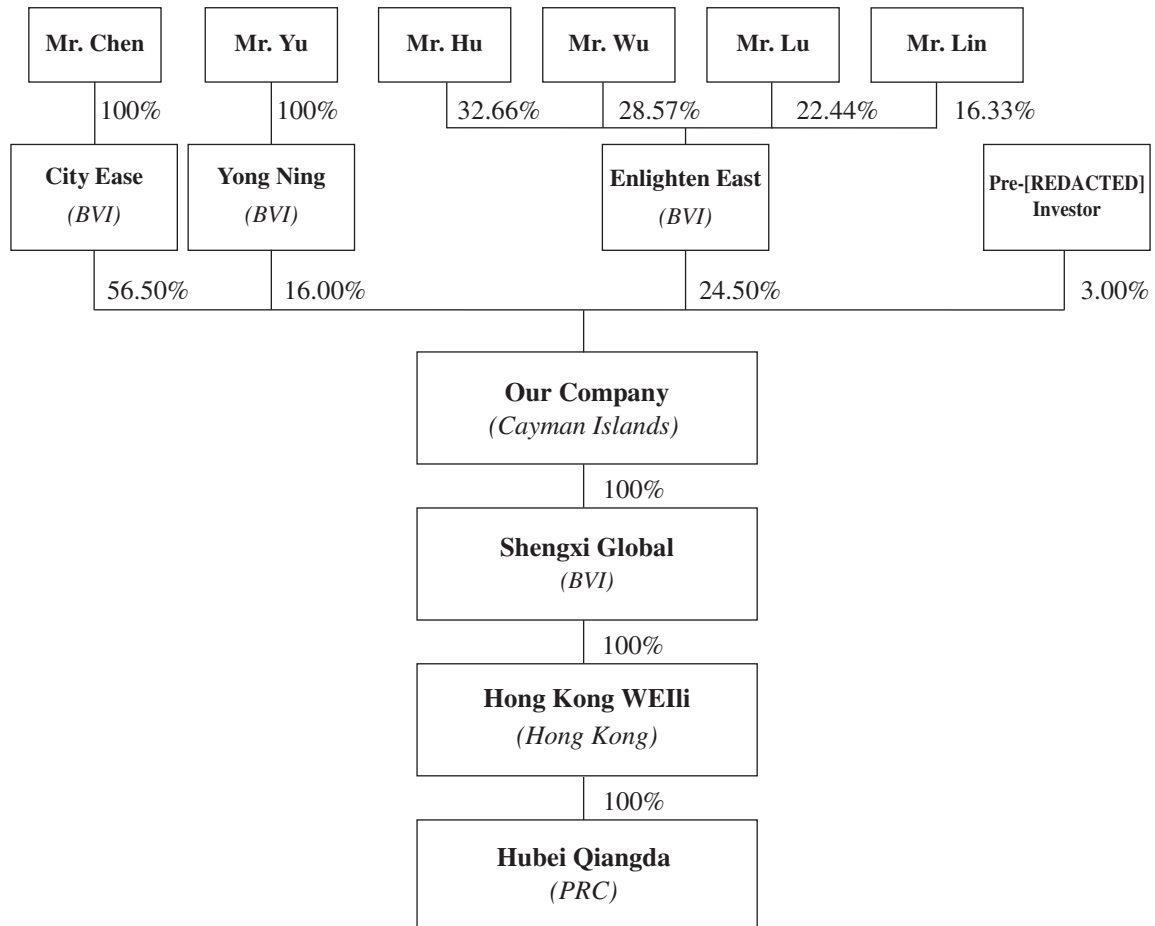 Mr. Chen
Mr. Yu
Mr. Hu
Mr. Wu
Mr. Lu
Mr. Lin
100%
100%
32.66%
28.57%
22.44%
16.33%
City Ease
(BVI)
Yong Ning
(BVI)
Enlighten East
(BVI)
Pre-[REDACTED]
Investor
56.50%
16.00%
24.50%
3.00%
Our Company
(Cayman Islands)
100%
Shengxi Global
(BVI)
100%
Hong Kong WEIli
(Hong Kong)
100%
Hubei Qiangda
(PRC)